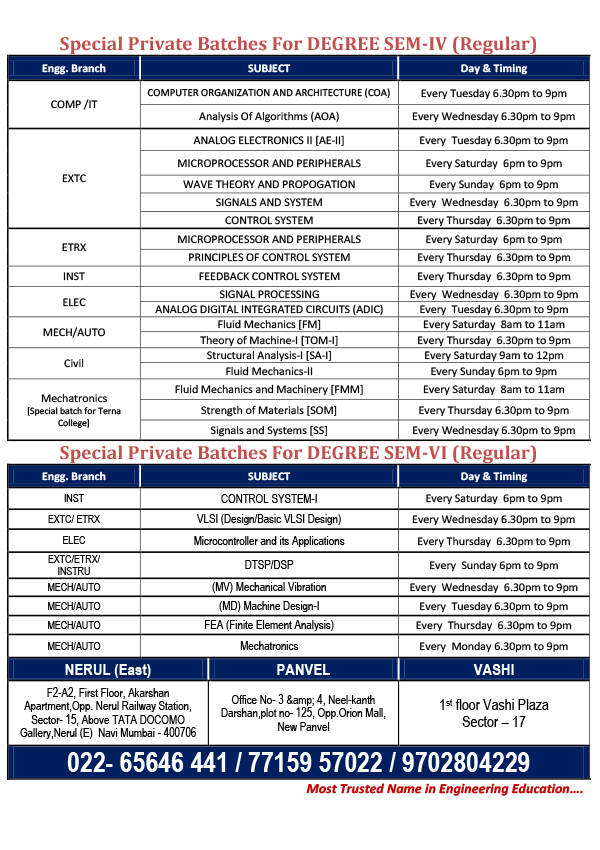 Special Private Batches For DEGREE SEM-IV (Regular)
Engg. Branch SUBJECT Day & Timing
COMP /IT
COMPUTER ORGANIZATION AND ARCHITECTURE (COA) Every Tuesday 6.30pm to 9pm
Analysis Of Algorithms (AOA) Every Wednesday 6.30pm to 9pm
EXTC
ANALOG ELECTRONICS II [AE-II] Every Tuesday 6.30pm to 9pm
MICROPROCESSOR AND PERIPHERALS Every Saturday 6pm to 9pm
WAVE THEORY AND PROPOGATION Every Sunday 6pm to 9pm
SIGNALS AND SYSTEM Every Wednesday 6.30pm to 9pm
CONTROL SYSTEM Every Thursday 6.30pm to 9pm
ETRX
MICROPROCESSOR AND PERIPHERALS Every Saturday 6pm to 9pm
PRINCIPLES OF CONTROL SYSTEM Every Thursday 6.30pm to 9pm
INST FEEDBACK CONTROL SYSTEM Every Thursday 6.30pm to 9pm
ELEC
SIGNAL PROCESSING Every Wednesday 6.30pm to 9pm
ANALOG DIGITAL INTEGRATED CIRCUITS (ADIC) Every Tuesday 6.30pm to 9pm
MECH/AUTO
Fluid Mechanics [FM] Every Saturday 8am to 11am
Theory of Machine-I [TOM-I] Every Thursday 6.30pm to 9pm
Civil
Structural Analysis-I [SA-I] Every Saturday 9am to 12pm
Fluid Mechanics-II Every Sunday 6pm to 9pm
Mechatronics
[Special batch for Terna
College]
Fluid Mechanics and Machinery [FMM] Every Saturday 8am to 11am
Strength of Materials [SOM] Every Thursday 6.30pm to 9pm
Signals and Systems [SS] Every Wednesday 6.30pm to 9pm
Special Private Batches For DEGREE SEM-VI (Regular)
Engg. Branch SUBJECT Day & Timing
INST CONTROL SYSTEM-I Every Saturday 6pm to 9pm
EXTC/ ETRX VLSI (Design/Basic VLSI Design) Every Wednesday 6.30pm to 9pm
ELEC Microcontroller and its Applications Every Thursday 6.30pm to 9pm
EXTC/ETRX/
INSTRU
DTSP/DSP Every Sunday 6pm to 9pm
MECH/AUTO (MV) Mechanical Vibration Every Wednesday 6.30pm to 9pm
MECH/AUTO (MD) Machine Design-I Every Tuesday 6.30pm to 9pm
MECH/AUTO FEA (Finite Element Analysis) Every Thursday 6.30pm to 9pm
MECH/AUTO Mechatronics Every Monday 6.30pm to 9pm
NERUL (East) PANVEL VASHI
F2-A2, First Floor, Akarshan
Apartment,Opp. Nerul Railway Station,
Sector- 15, Above TATA DOCOMO
Gallery,Nerul (E) Navi Mumbai - 400706
Office No- 3 &amp; 4, Neel-kanth
Darshan,plot no- 125, Opp.Orion Mall,
New Panvel
1st floor Vashi Plaza
Sector – 17
022- 65646 441 / 77159 57022 / 9702804229
Most Trusted Name in Engineering Education....